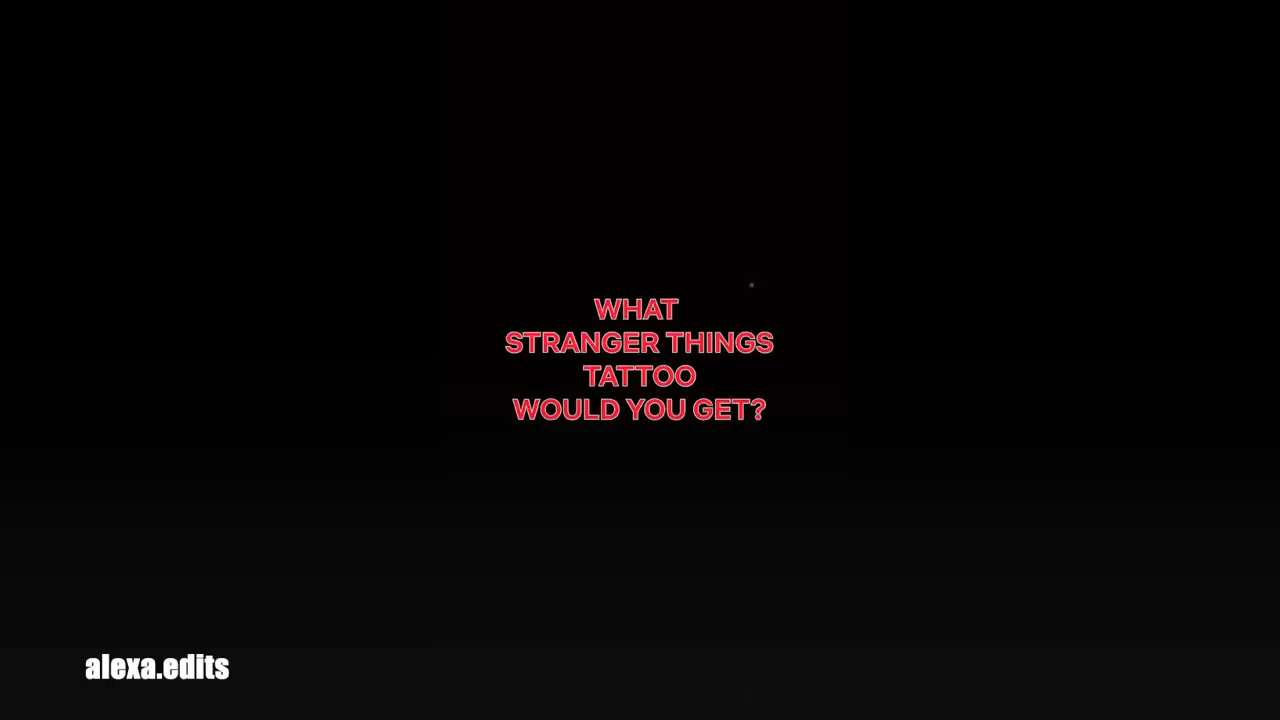 WHAT
STRANGER THINGS
TATTOO
WOULD YOU GET?
alexa.edits